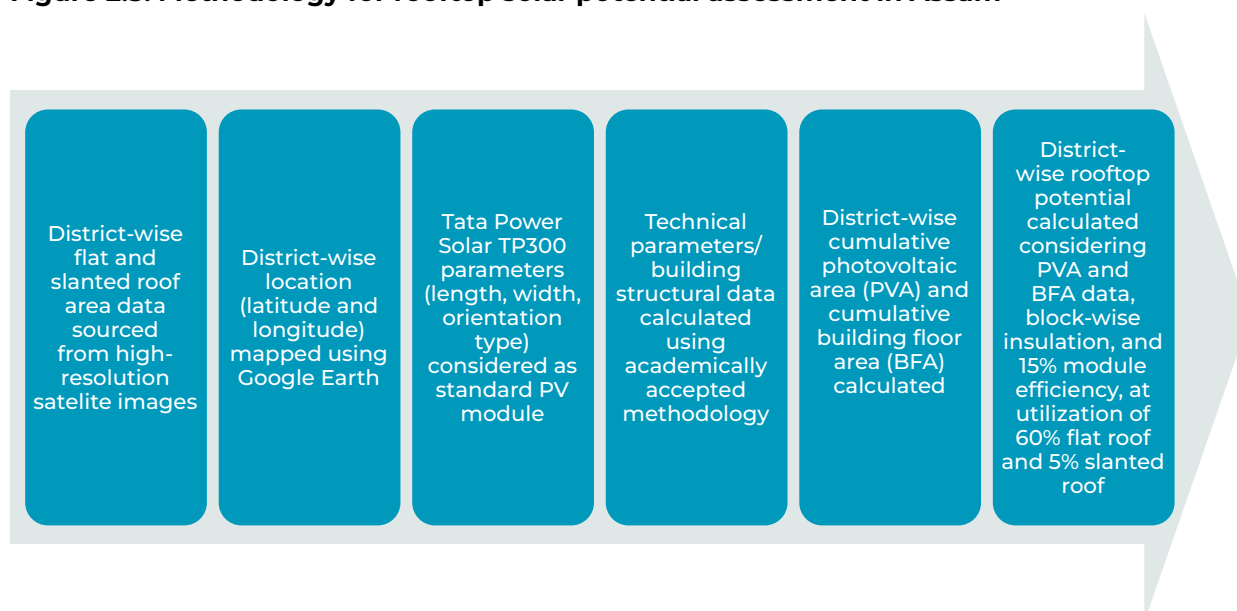 District-wise
flat and
slanted roof
area data
sourced
from high-
resolution
satelite images
District-wise
location
(latitude and
longitude)
mapped using
Google Earth
Tata Power
Solar TP300
parameters
(length, width,
orientation
type)
considered as
standard PV
module
Technical
parameters/
building
structural data
calculated
using
academically
accepted
methodology
District-wise
cumulative
photovoltaic
area (PVA) and
cumulative
building floor
area (BFA)
calculated
District-
wise rooftop
potential
calculated
considering
PVA and
BFA data,
block-wise
insulation, and
15% module
efficiency, at
utilization of
60% flat roof
and 5% slanted
roof